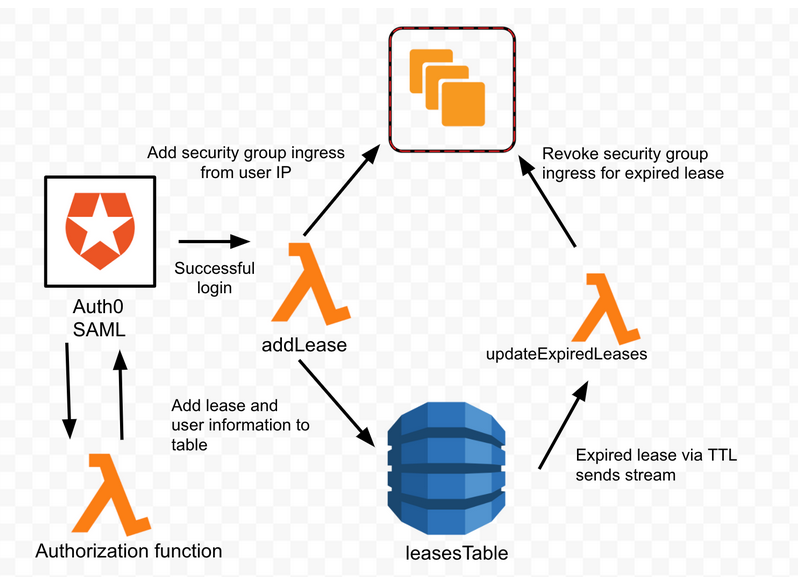 Add security group ingress
from user IP
Revoke security group
ingress for expired lease
Successful
login
Auth0
SAML
addLease
updateExpiredLeases
Add lease and
user information to
table
Expired lease via TTL
sends stream
Authorization function
leasesTable